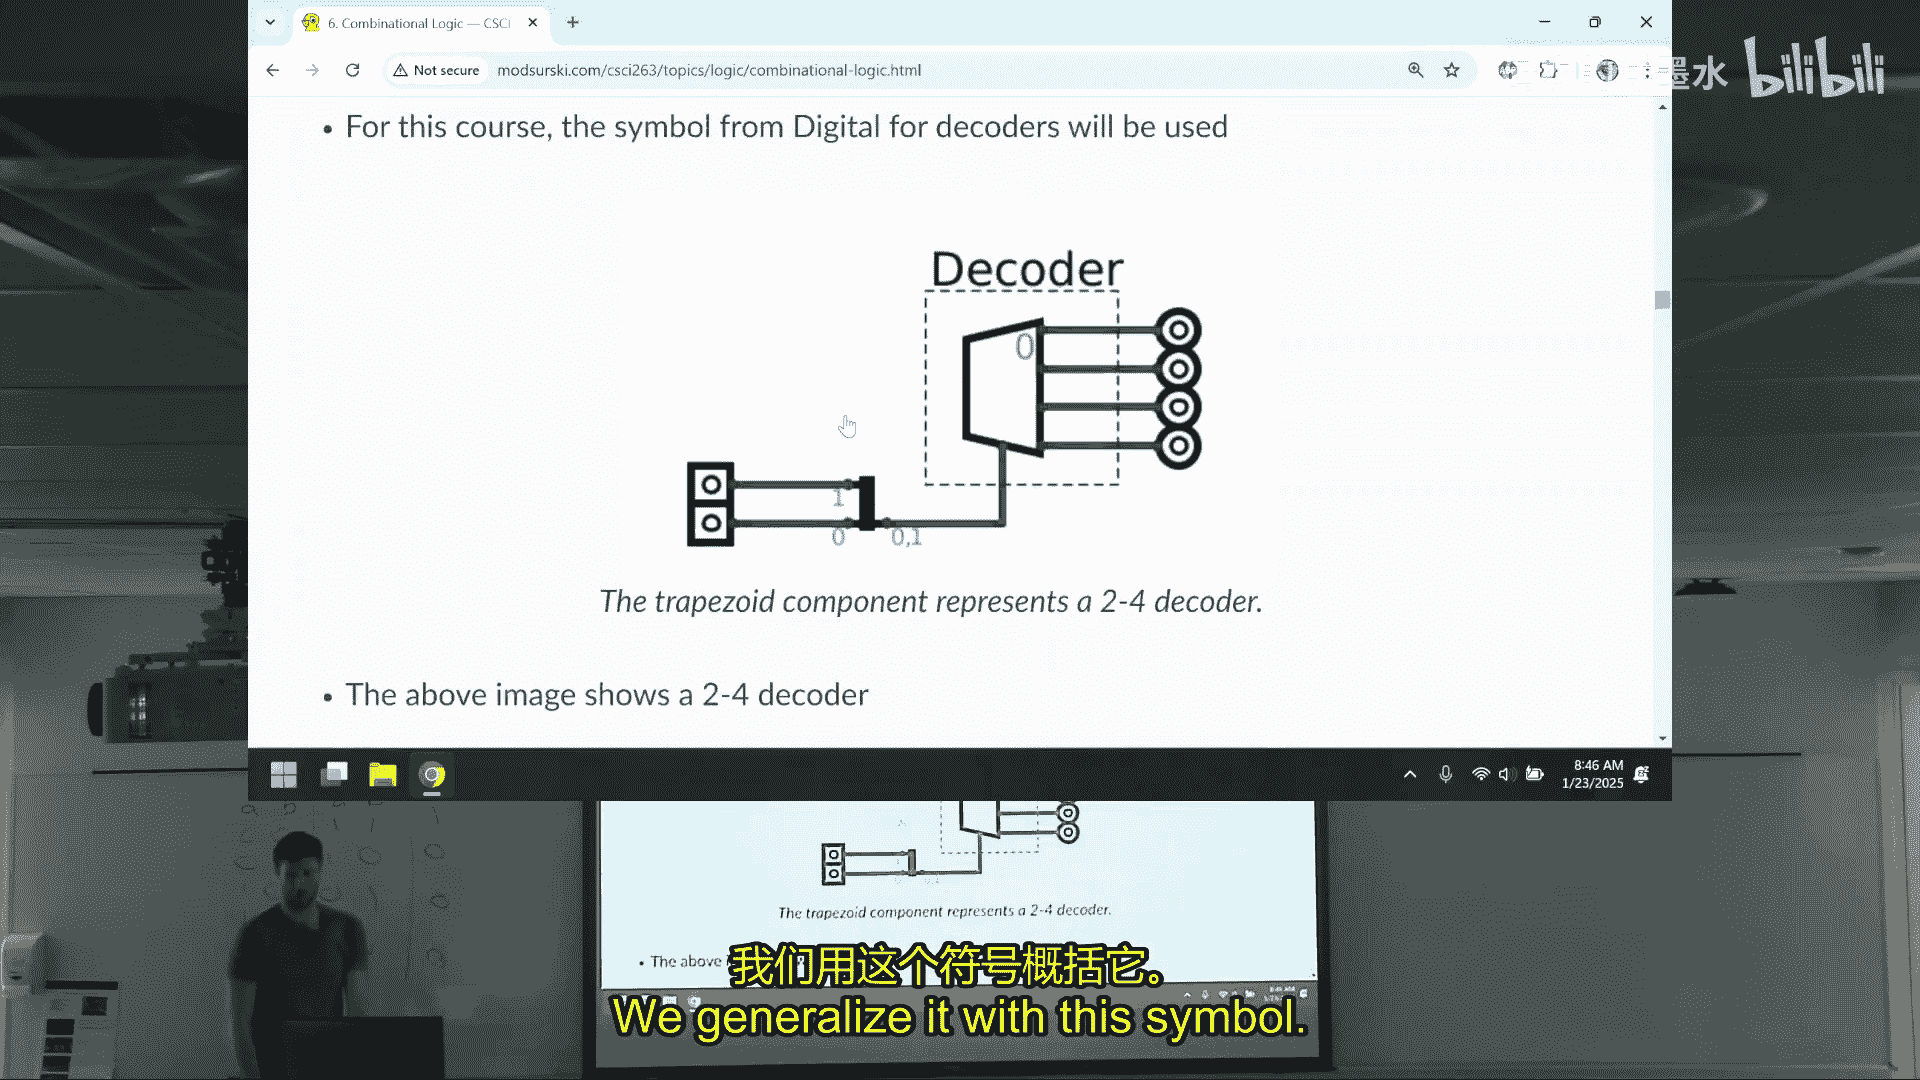 6. Combinational Logic — CSCI
Not secure
modsurski.com/csci263/topics/logic/combinational-logic.html
墨水 bilibili
For this course, the symbol from Digital for decoders will be used
Decoder
0
1
0
0,1
The trapezoid component represents a 2-4 decoder.
The above image shows a 2-4 decoder
8:46 AM
1/23/2025
The trapezoid component represents a 2-4 decoder.
The above
我们用这个符号概括它。
We generalize it with this symbol.